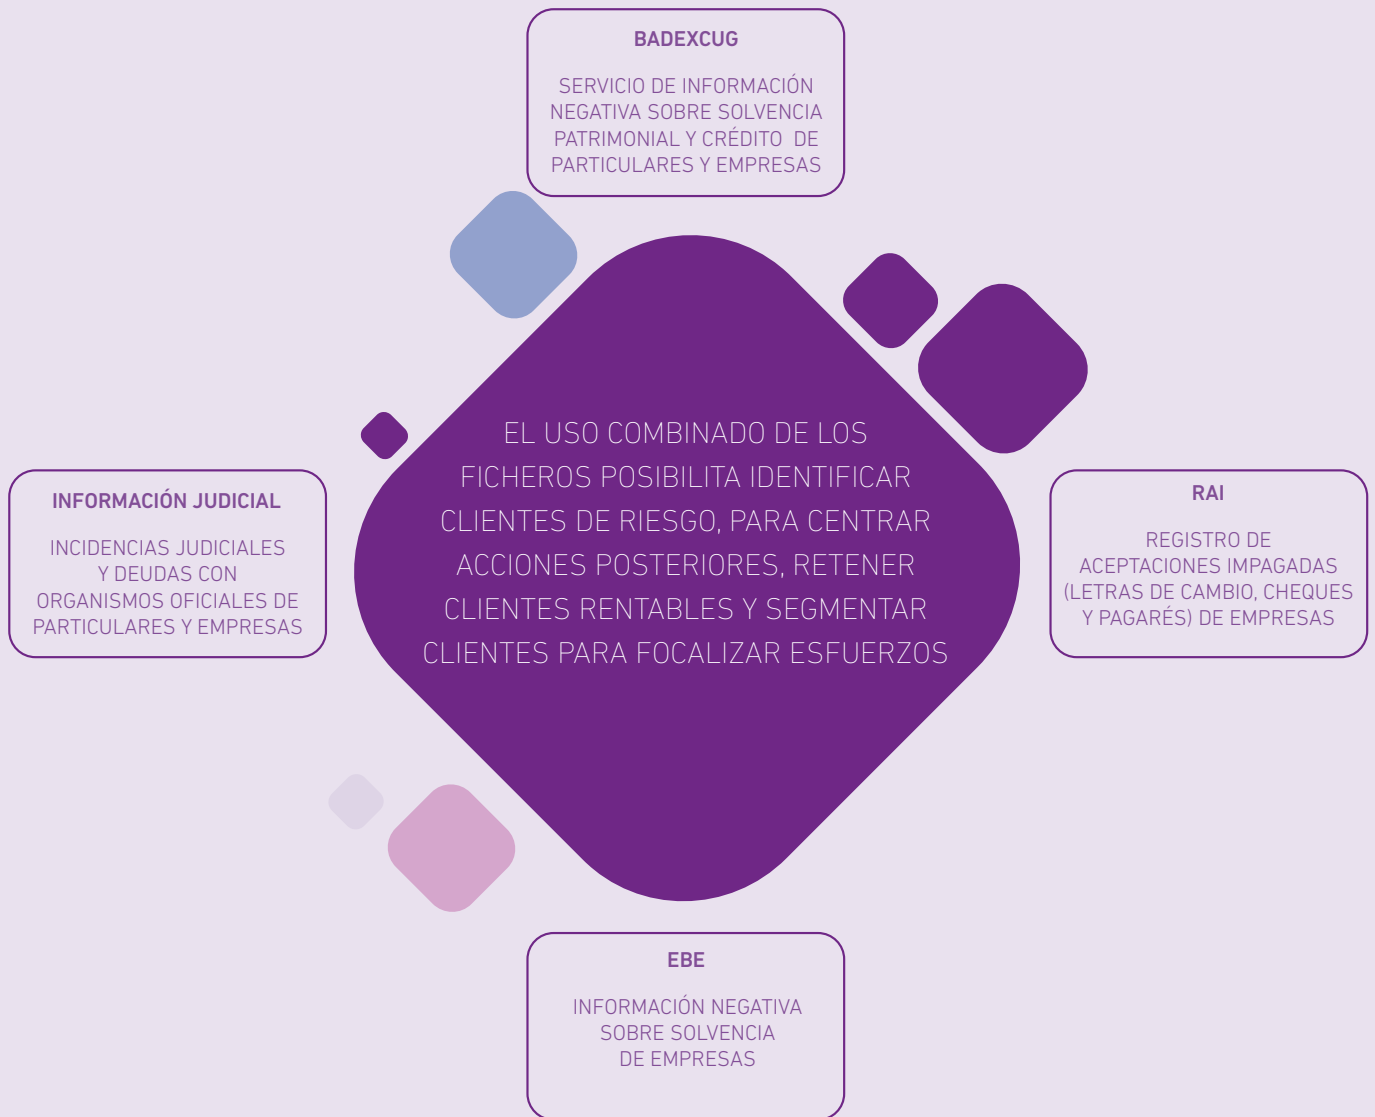 BADEXCUG
SERVICIO DE INFORMACIÓN
NEGATIVA SOBRE SOLVENCIA
PATRIMONIAL Y CRÉDITO DE
PARTICULARES Y EMPRESAS
EL USO COMBINADO DE LOS
FICHEROS POSIBILITA IDENTIFICAR
CLIENTES DE RIESGO, PARA CENTRAR
ACCIONES POSTERIORES, RETENER
CLIENTES RENTABLES Y SEGMENTAR
CLIENTES PARA FOCALIZAR ESFUERZOS
INFORMACIÓN JUDICIAL
INCIDENCIAS JUDICIALES
Y DEUDAS CON
ORGANISMOS OFICIALES DE
PARTICULARES Y EMPRESAS
RAI
REGISTRO DE
ACEPTACIONES IMPAGADAS
(LETRAS DE CAMBIO, CHEQUES
Y PAGARÉS) DE EMPRESAS
EBE
INFORMACIÓN NEGATIVA
SOBRE SOLVENCIA
DE EMPRESAS